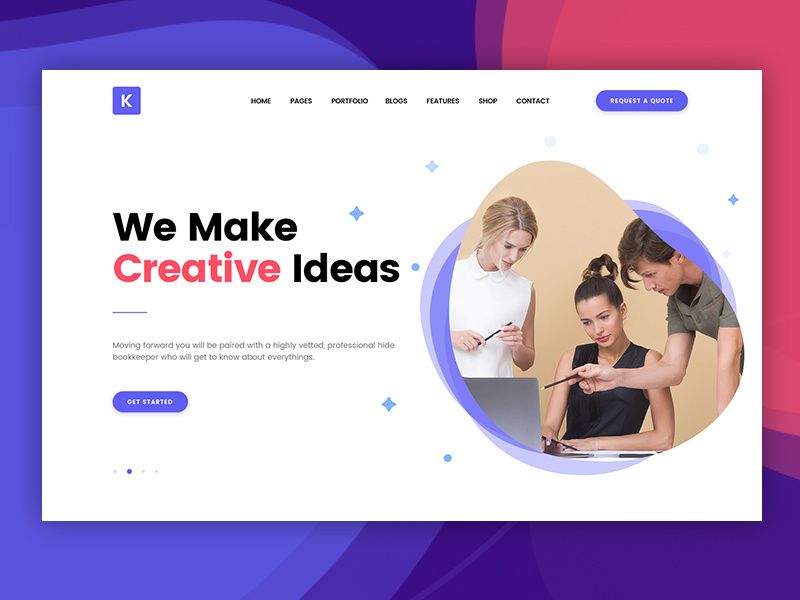 K
HOME PAGES PORTFOLIO BLOGS FEATURES SHOP CONTACT REQUEST A QUOTE
We Make
Creative Ideas
Moving forward you will be paired with a highly vetted, professional hide
bookkeeper who will get to know about everythings.
GET STARTED